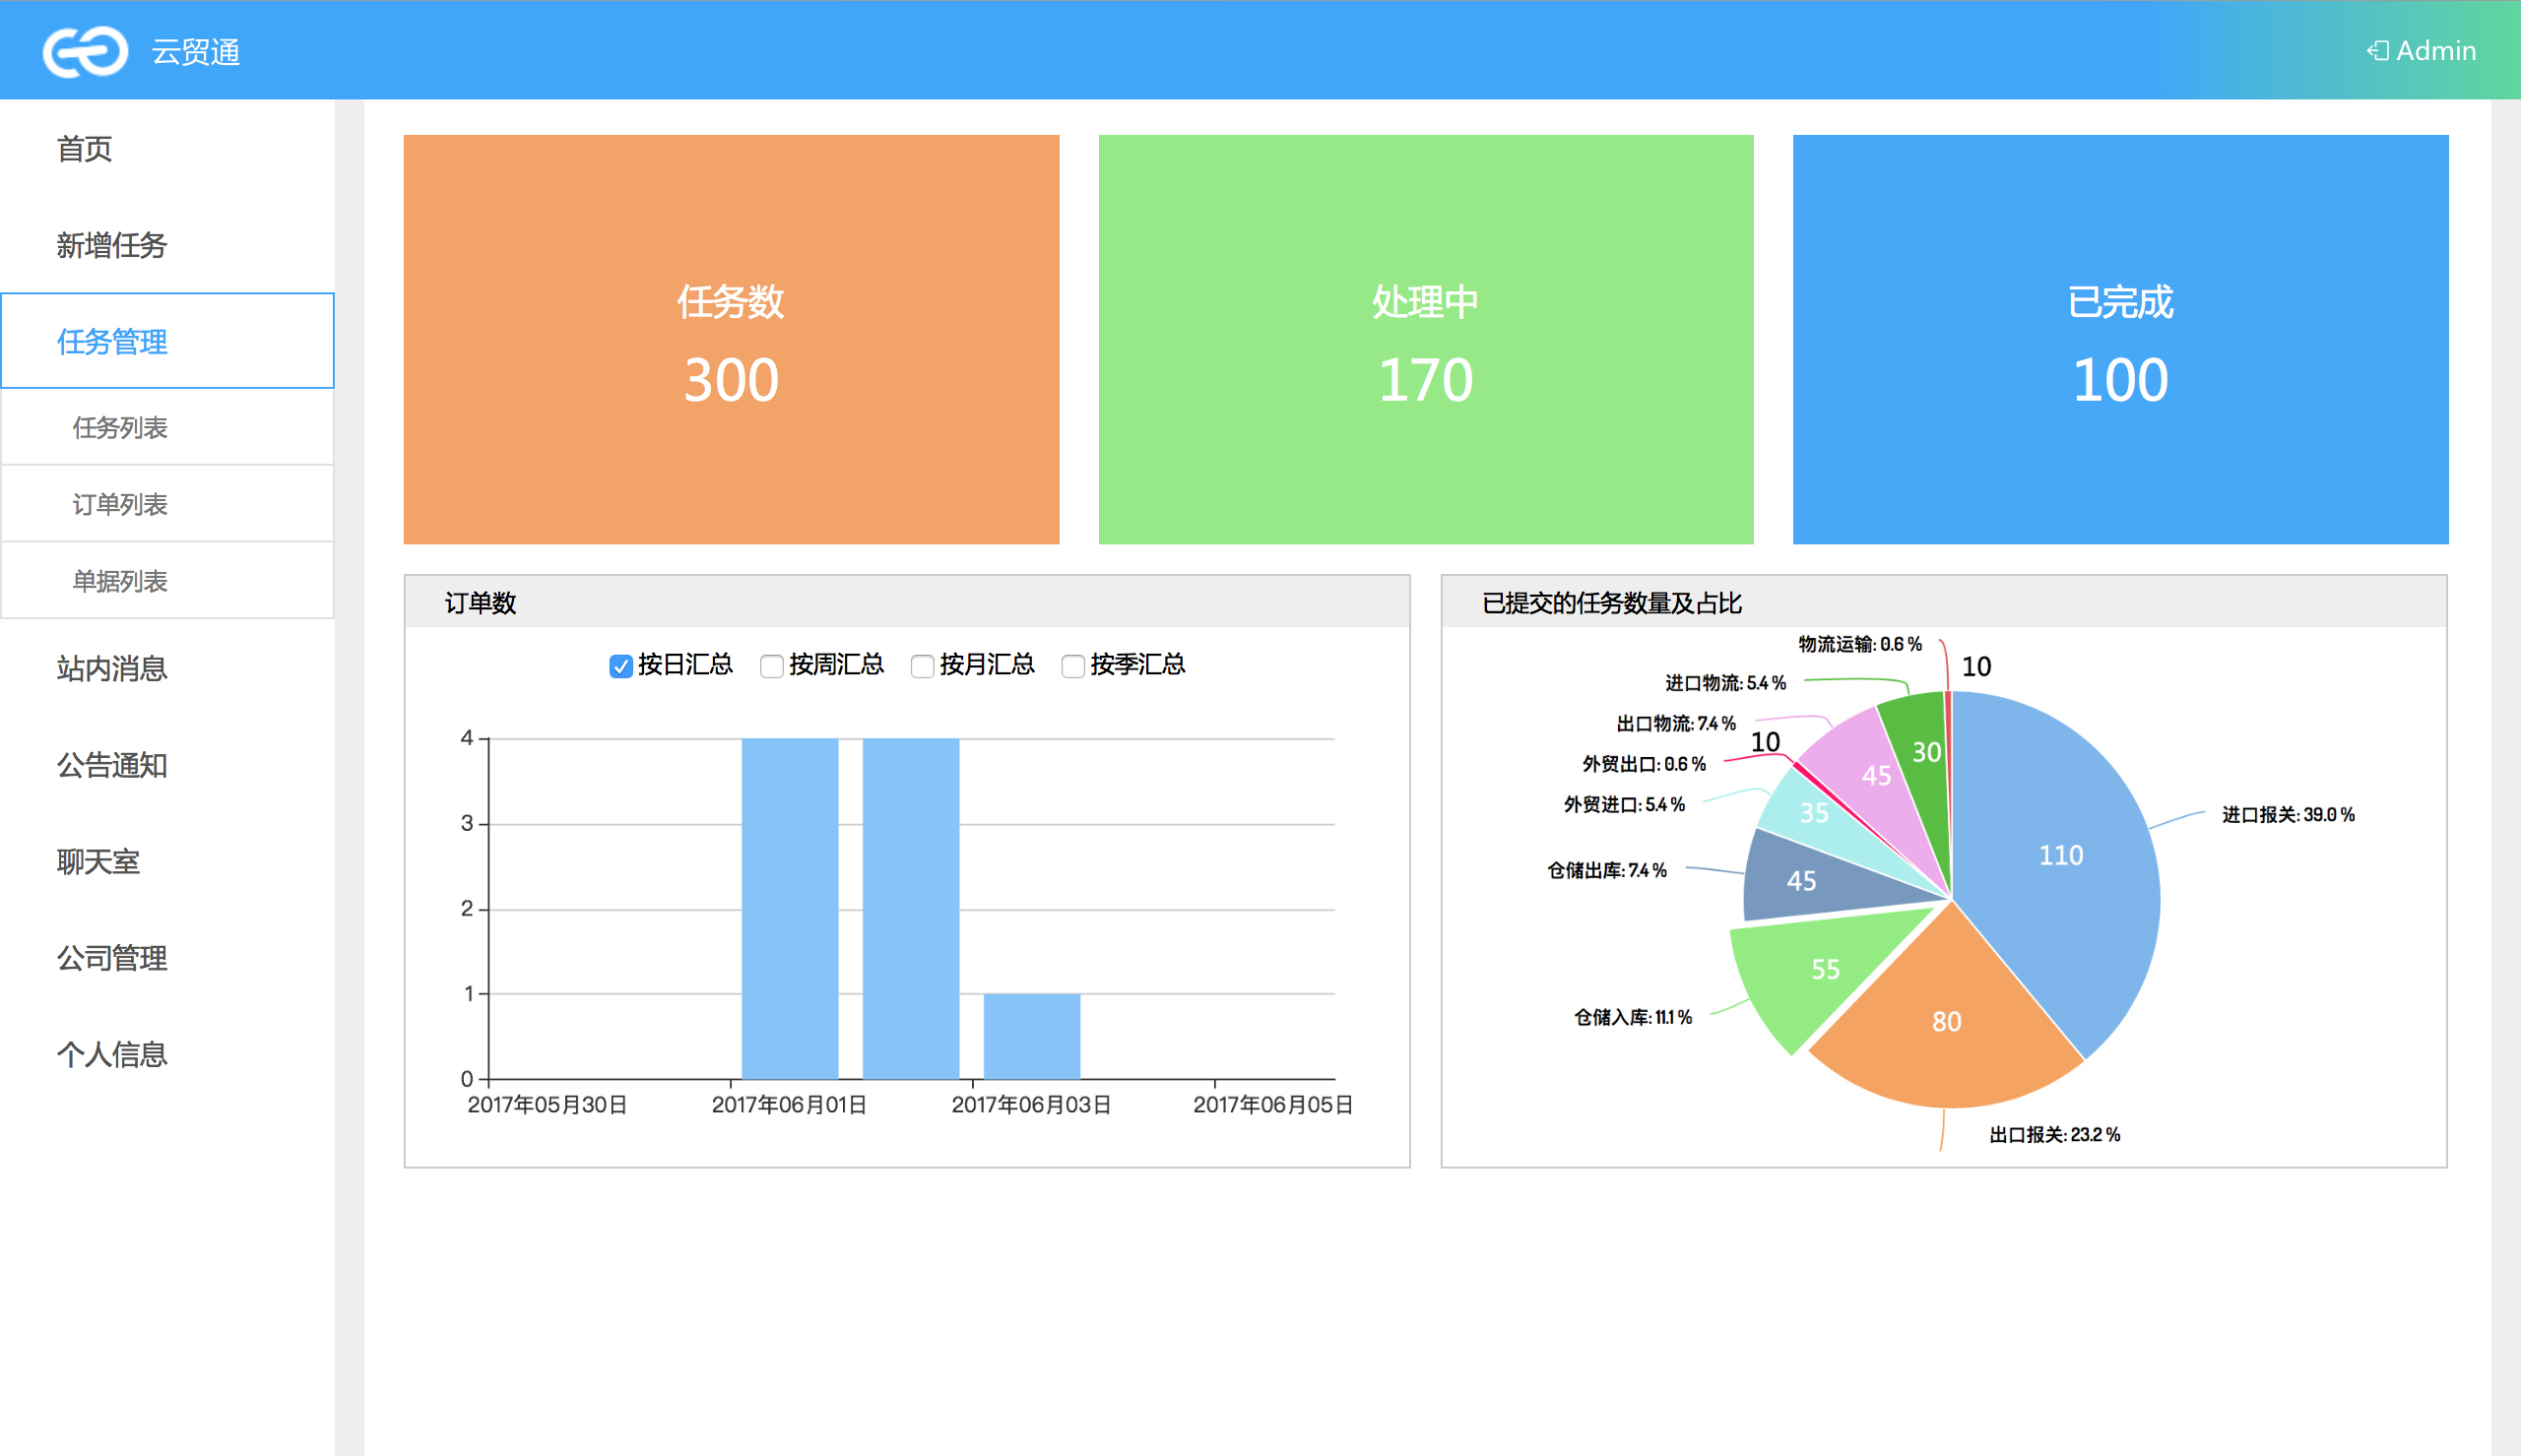 云贸通
Admin
首页
新增任务
任务管理
任务列表
订单列表
单据列表
站内消息
公告通知
聊天室
公司管理
个人信息
任务数
300
处理中
170
已完成
100
订单数
按日汇总 按周汇总 按月汇总 按季汇总
4
3
2
1
0
2017年05月30日 2017年06月01日 2017年06月03日 2017年06月05日
已提交的任务数量及占比
物流运输: 0.6 %
10
进口物流: 5.4 %
出口物流: 7.4 %
10
外贸出口: 0.6 %
外贸进口: 5.4 %
仓储出库: 7.4 %
仓储入库: 11.1 %
进口报关: 39.0 %
出口报关: 23.2 %
30
45
35
45
55
80
110